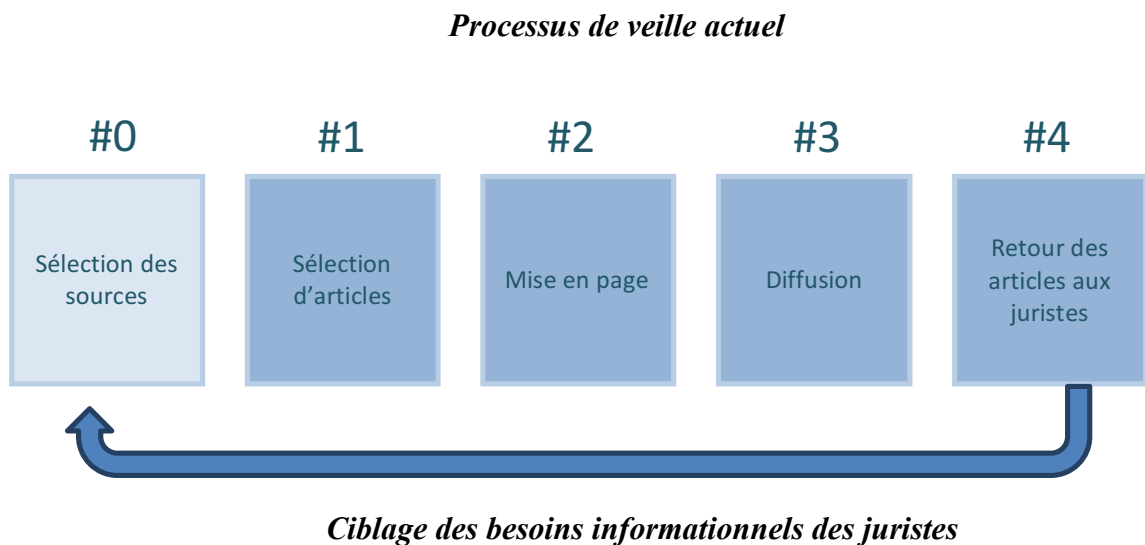 Processus de veille actuel
#0
#1
#2
#3
#4
Sélection des
sources
Sélection
d’articles
Mise en page
Diffusion
Retour des
articles aux
juristes
Ciblage des besoins informationnels des juristes